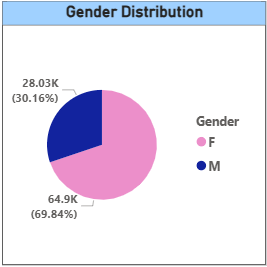 Gender Distribution
28.03K
(30.16%)
Gender
F
M
64.9K
(69.84%)